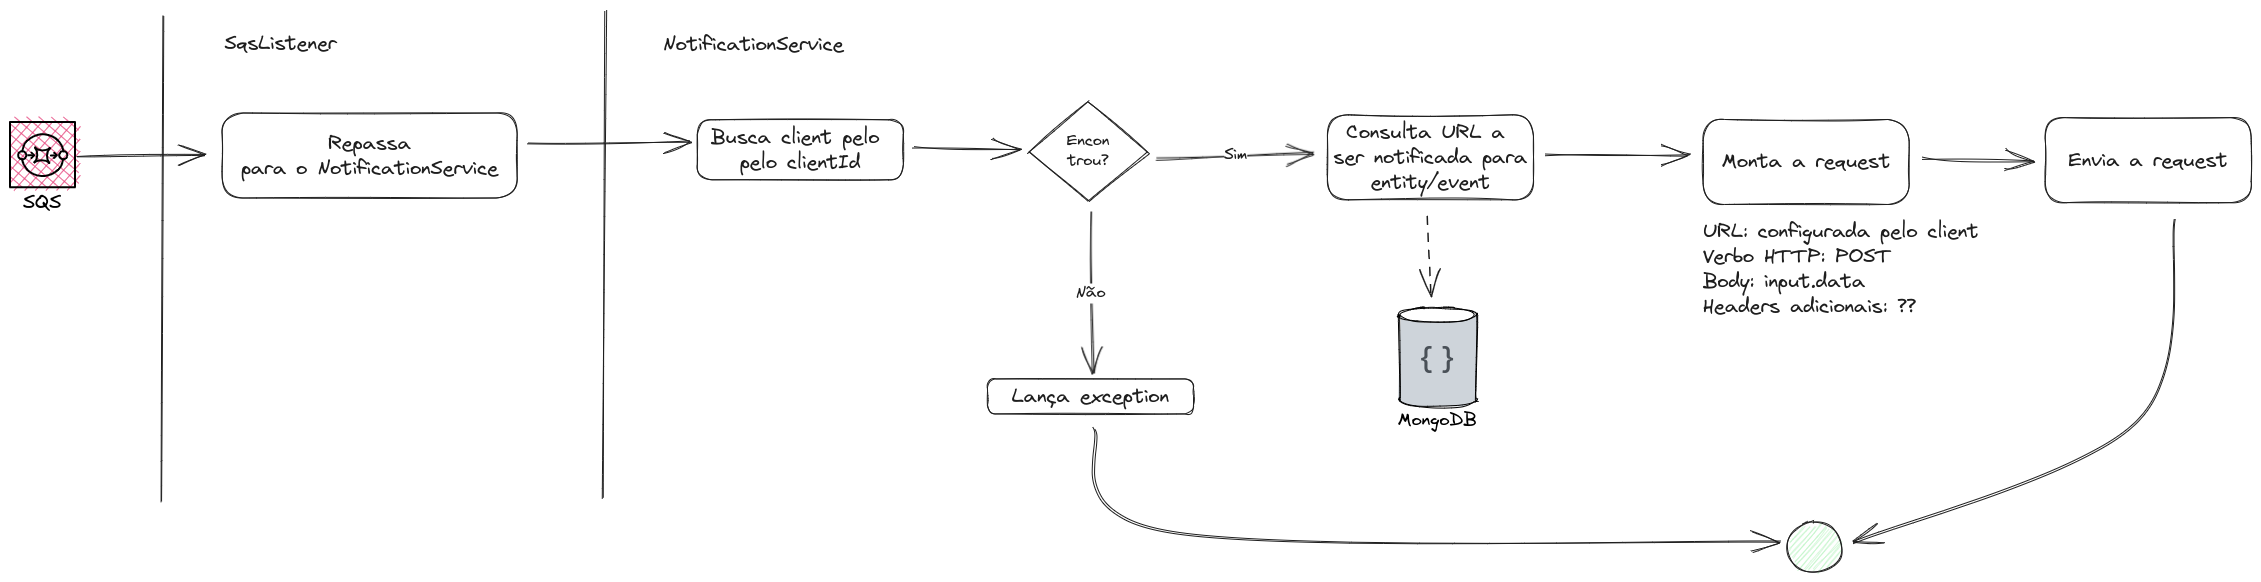 SqsListener
NotificationService
SQS
Repassa
para o NotificationService
Busca client pelo
pelo clientId
Encon
trou?
Sim
Não
Lança exception
Consulta URL a
ser notificada para
entity/event
{ }
MongoDB
Monta a request
URL: configurada pelo client
Verbo HTTP: POST
Body: input.data
Headers adicionais: ??
Envia a request